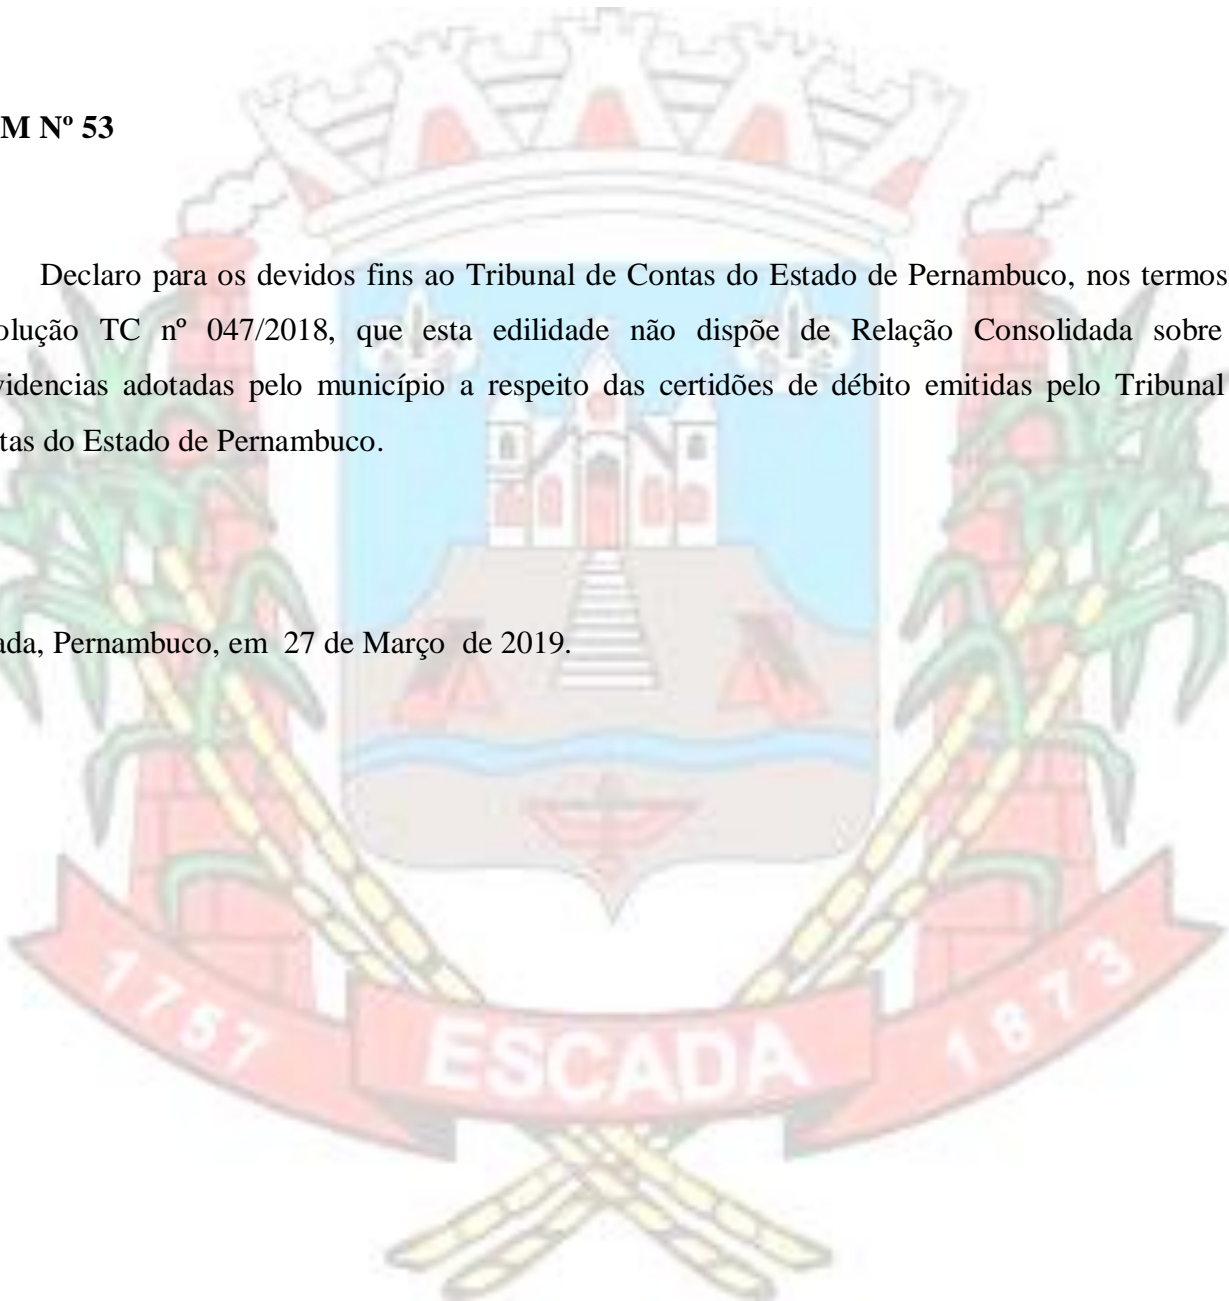 M Nº 53
Declaro para os devidos fins ao Tribunal de Contas do Estado de Pernambuco, nos termos
olução TC nº 047/2018, que esta edilidade não dispõe de Relação Consolidada sobre
videncias adotadas pelo município a respeito das certidões de débito emitidas pelo Tribunal
tas do Estado de Pernambuco.
ada, Pernambuco, em 27 de Março de 2019.
1757
ESCADA
1873